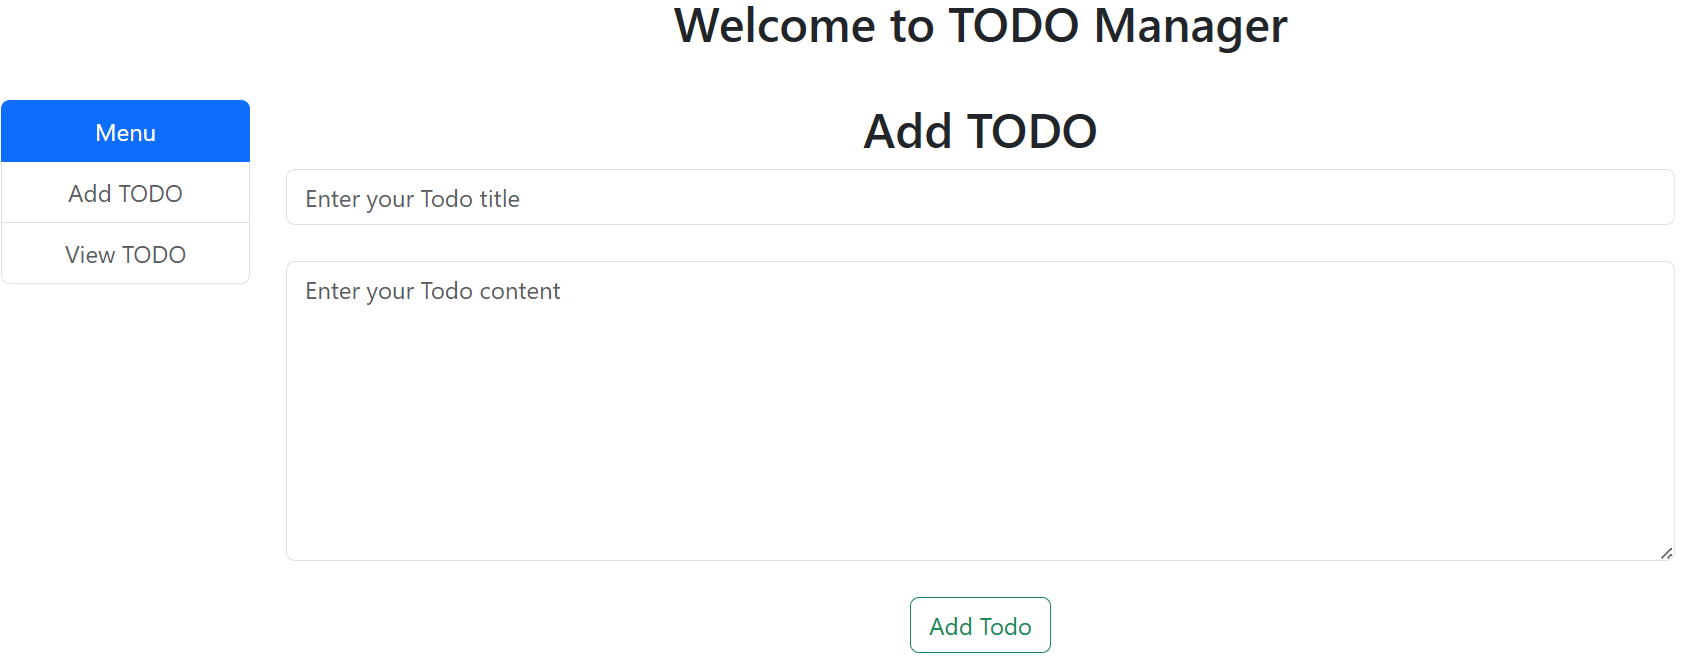 Welcome to TODO Manager
Menu
Add TODO
View TODO
Add TODO
Enter your Todo title
Enter your Todo content
Add Todo